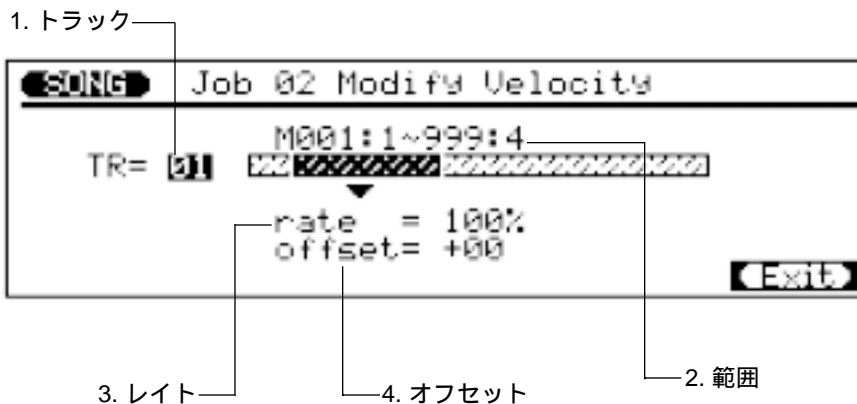 1. トラック
SONG Job 02 Modify Velocity
M001:1~999:4
TR= 01
rate = 100%
offset= +00
Exit
2. 範囲
3. レイト
4. オフセット